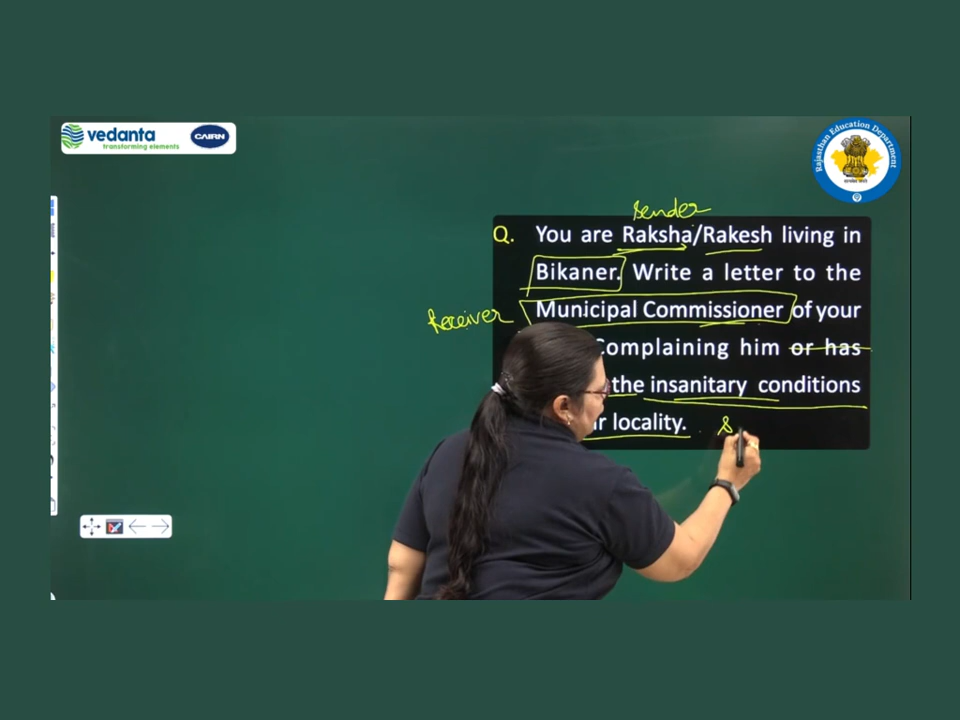 vedanta
transforming elements
CAIRN
Rajasthan Education Department
sender
Q. You are Raksha/Rakesh living in
Bikaner. Write a letter to the
Receiver
Municipal Commissioner of your
Complaining him or has
the insanitary conditions
locality.